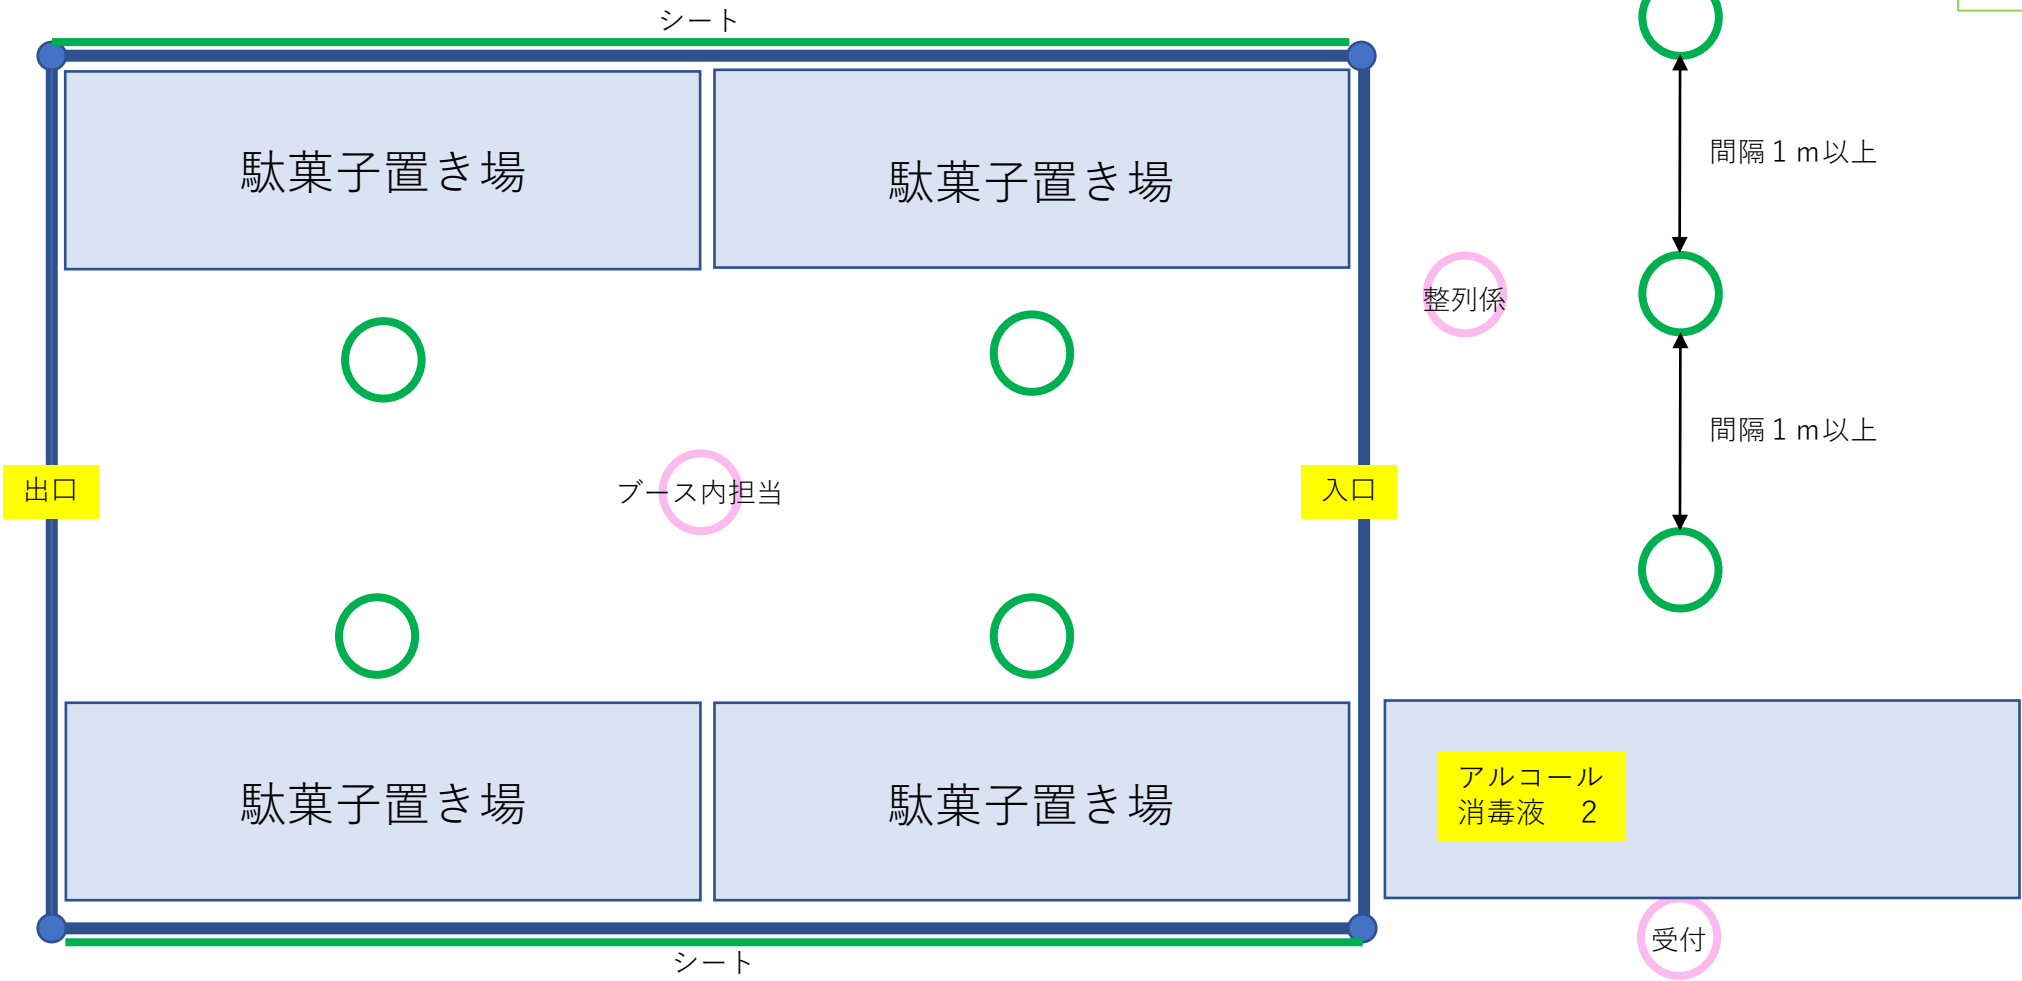 シート
駄菓子置き場
駄菓子置き場
間隔１ｍ以上
整列係
間隔１ｍ以上
出口
ブース内担当
入口
駄菓子置き場
駄菓子置き場
アルコール
消毒液　２
受付
シート